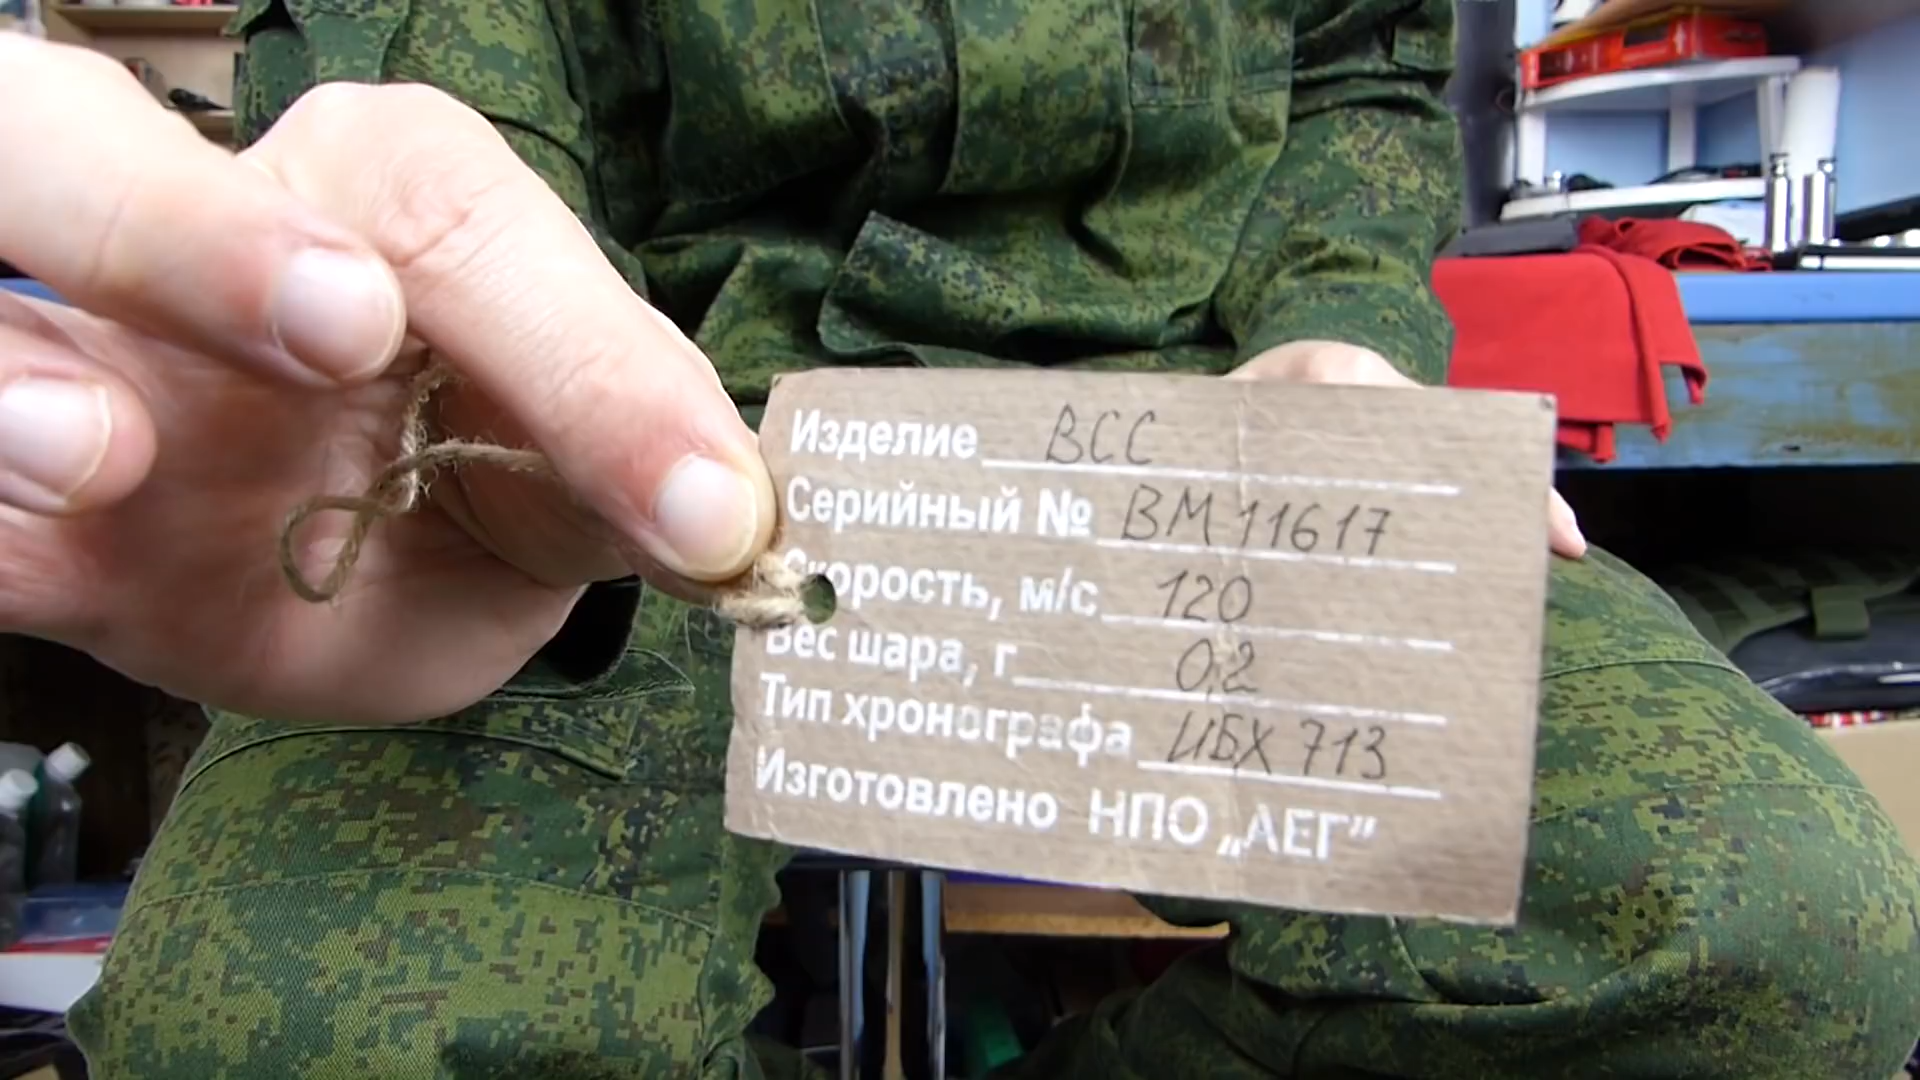 Изделие ВСС
Серийный № ВМ 11617
Скорость, м/с 120
Вес шара, г 0,2
Тип хронографа ИБХ 713
Изготовлено НПО „АЕГ”